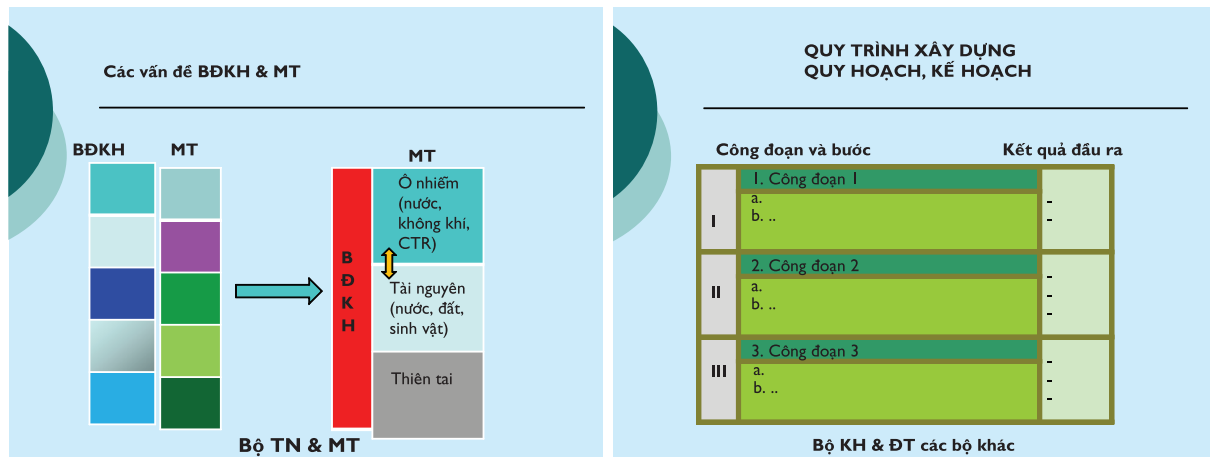 Các vấn đề BĐKH & MT
BĐKH
MT
B
Đ
K
H
MT
Ô nhiễm
(nước,
không khí,
CTR)
Tài nguyên
(nước, đất,
sinh vật)
Thiên tai
Bộ TN & MT
QUY TRÌNH XÂY DỰNG
QUY HOẠCH, KẾ HOẠCH
Công đoạn và bước
Kết quả đầu ra
I
1. Công đoạn 1
a.
b. ..
-
-
II
2. Công đoạn 2
a.
b. ..
-
-
-
III
3. Công đoạn 3
a.
b. ..
-
-
-
Bộ KH & ĐT các bộ khác